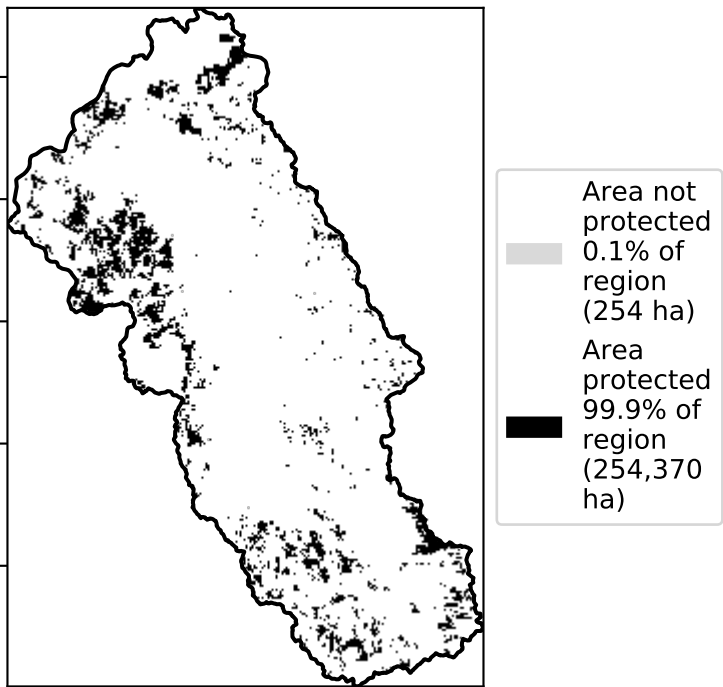 Area not
protected
0.1% of
region
(254 ha)
Area
protected
99.9% of
region
(254,370
ha)